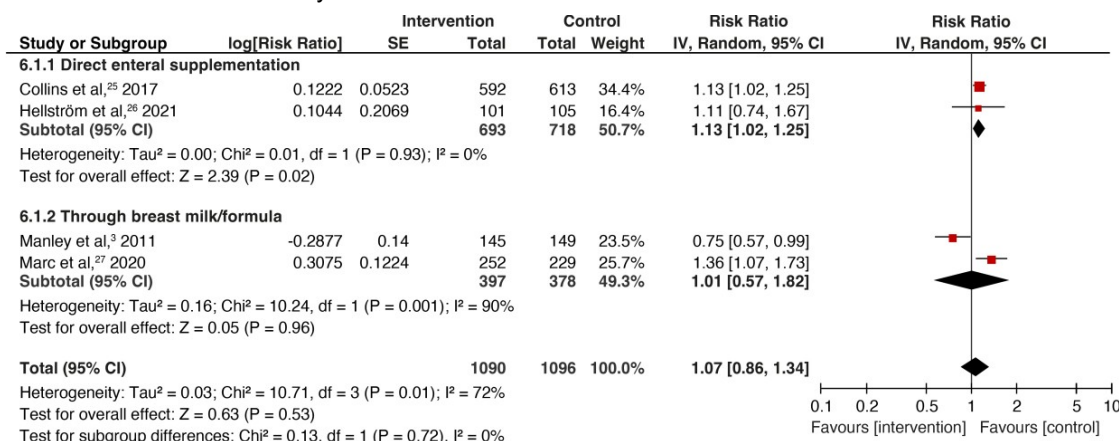 Intervention Control Risk Ratio Risk Ratio
Study or Subgroup log[Risk Ratio] SE Total Total Weight IV, Random, 95% CI IV, Random, 95% CI
6.1.1 Direct enteral supplementation
Collins et al,²⁵ 2017 0.1222 0.0523 592 613 34.4% 1.13 [1.02, 1.25]
Hellström et al,²⁶ 2021 0.1044 0.2069 101 105 16.4% 1.11 [0.74, 1.67]
Subtotal (95% CI) 693 718 50.7% 1.13 [1.02, 1.25]
Heterogeneity: Tau² = 0.00; Chi² = 0.01, df = 1 (P = 0.93); I² = 0%
Test for overall effect: Z = 2.39 (P = 0.02)
6.1.2 Through breast milk/formula
Manley et al,³ 2011 -0.2877 0.14 145 149 23.5% 0.75 [0.57, 0.99]
Marc et al,²⁷ 2020 0.3075 0.1224 252 229 25.7% 1.36 [1.07, 1.73]
Subtotal (95% CI) 397 378 49.3% 1.01 [0.57, 1.82]
Heterogeneity: Tau² = 0.16; Chi² = 10.24, df = 1 (P = 0.001); I² = 90%
Test for overall effect: Z = 0.05 (P = 0.96)
Total (95% CI) 1090 1096 100.0% 1.07 [0.86, 1.34]
Heterogeneity: Tau² = 0.03; Chi² = 10.71, df = 3 (P = 0.01); I² = 72%
Test for overall effect: Z = 0.63 (P = 0.53)
Test for subgroup differences: Chi² = 0.13, df = 1 (P = 0.72), I² = 0%
0.1 0.2 0.5 1 2 5 10
Favours [intervention] Favours [control]